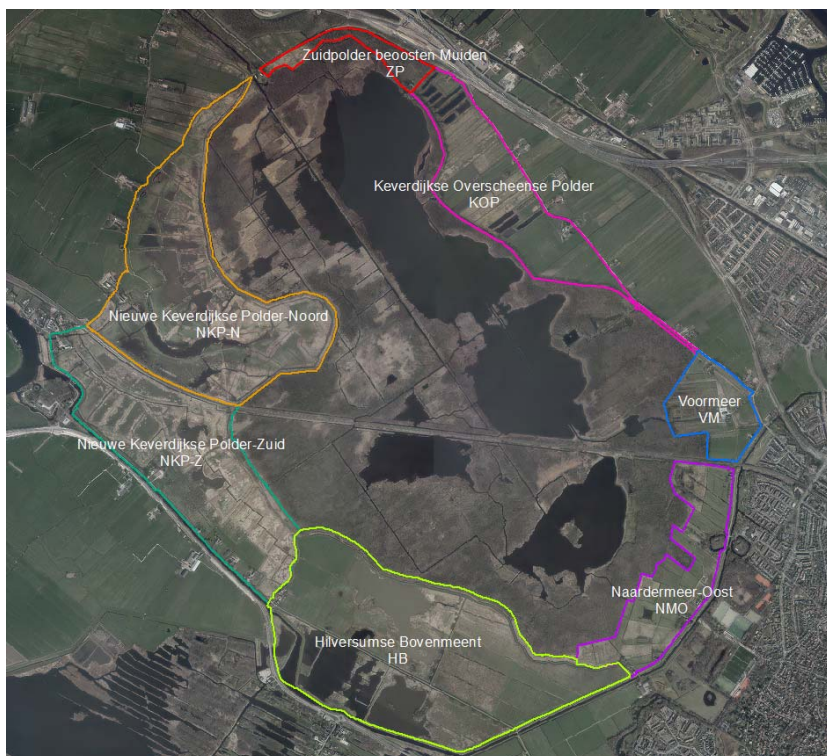 Zuidpolder beoosten Muiden
ZP
Keverdijkse Overscheense Polder
KOP
Nieuwe Keverdijkse Polder-Noord
NKP-N
Voormeer
VM
Nieuwe Keverdijkse Polder-Zuid
NKP-Z
Naardermeer-Oost
NMO
Hilversumse Bovenmeent
HB